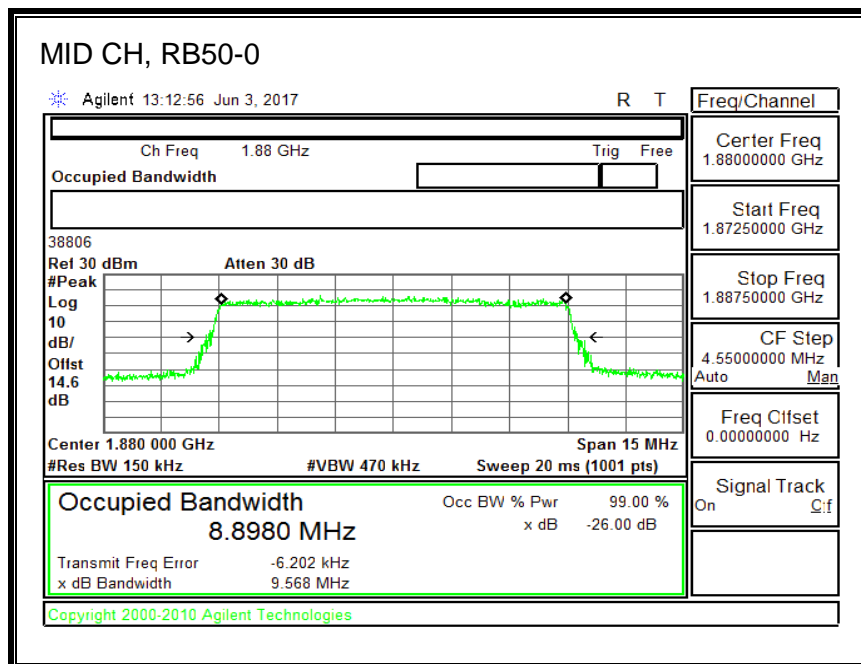 MID CH, RB50-0
Agilent 13:12:56 Jun 3, 2017 R T
Freq/Channel
Ch Freq 1.88 GHz Trig Free
Occupied Bandwidth
Center Freq
1.88000000 GHz
Start Freq
1.87250000 GHz
Stop Freq
1.88750000 GHz
CF Step
4.55000000 MHz
Auto Man
Freq Offset
0.00000000 Hz
Signal Track
On Off
38806
Ref 30 dBm Atten 30 dB
#Peak
Log
10
dB/
Offst
14.6
dB
Center 1.880 000 GHz Span 15 MHz
#Res BW 150 kHz #VBW 470 kHz Sweep 20 ms (1001 pts)
Occupied Bandwidth
8.8980 MHz
Occ BW % Pwr 99.00 %
x dB -26.00 dB
Transmit Freq Error -6.202 kHz
x dB Bandwidth 9.568 MHz
Copyright 2000-2010 Agilent Technologies